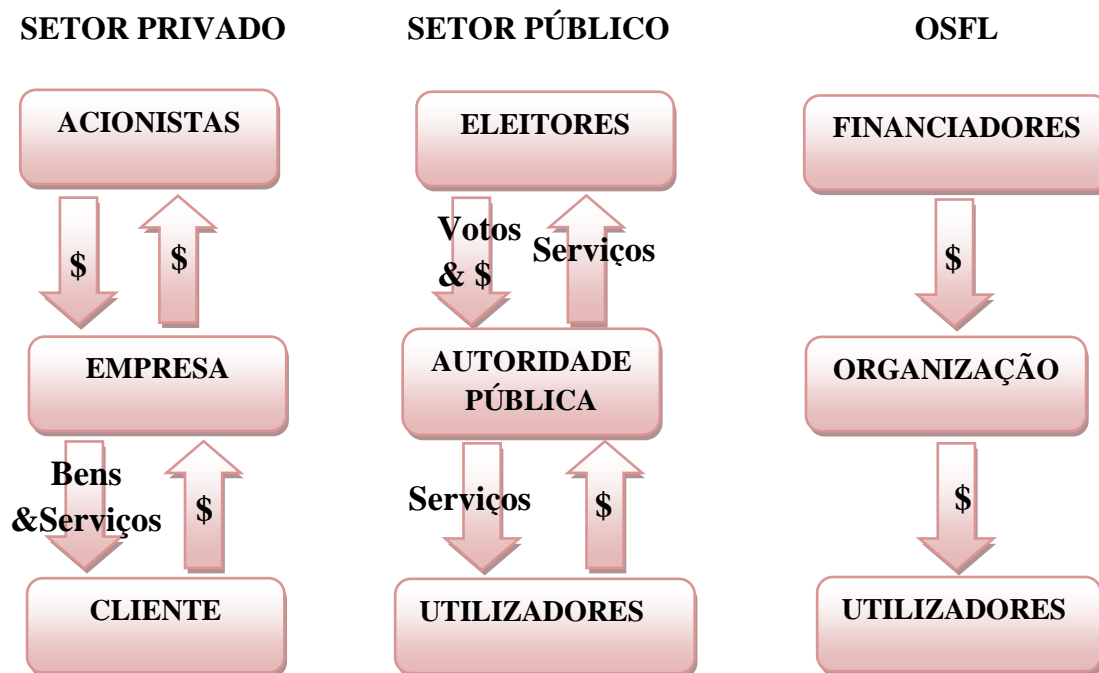 SETOR PRIVADO
SETOR PÚBLICO
OSFL
ACIONISTAS
ELEITORES
FINANCIADORES
$
$
Votos
& $
Serviços
$
EMPRESA
AUTORIDADE
PÚBLICA
ORGANIZAÇÃO
Bens
&Serviços
$
Serviços
$
$
CLIENTE
UTILIZADORES
UTILIZADORES